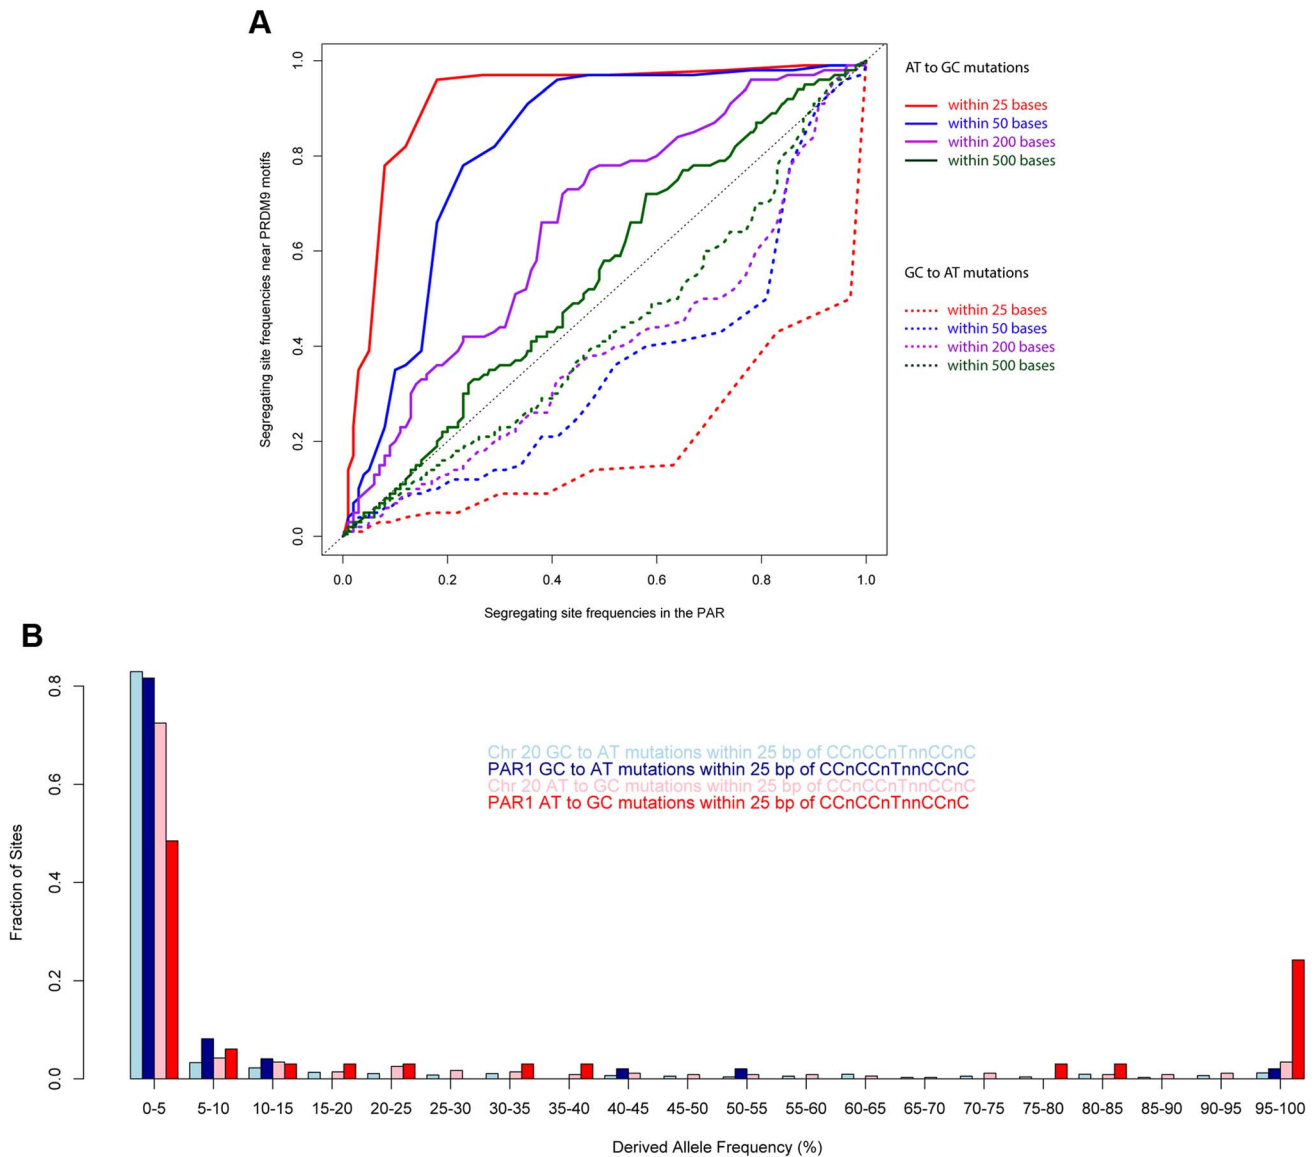 A
Segregating site frequencies near PRDM9 motifs
1.0
0.8
0.6
0.4
0.2
0.0
0.0 0.2 0.4 0.6 0.8 1.0
Segregating site frequencies in the PAR
AT to GC mutations
within 25 bases
within 50 bases
within 200 bases
within 500 bases
GC to AT mutations
within 25 bases
within 50 bases
within 200 bases
within 500 bases
B
Fraction of Sites
0.8
0.6
0.4
0.2
0.0
Chr 20 GC to AT mutations within 25 bp of CCnCCnTnnCCnC
PAR1 GC to AT mutations within 25 bp of CCnCCnTnnCCnC
Chr 20 AT to GC mutations within 25 bp of CCnCCnTnnCCnC
PAR1 AT to GC mutations within 25 bp of CCnCCnTnnCCnC
0-5 5-10 10-15 15-20 20-25 25-30 30-35 35-40 40-45 45-50 50-55 55-60 60-65 65-70 70-75 75-80 80-85 85-90 90-95 95-100
Derived Allele Frequency (%)